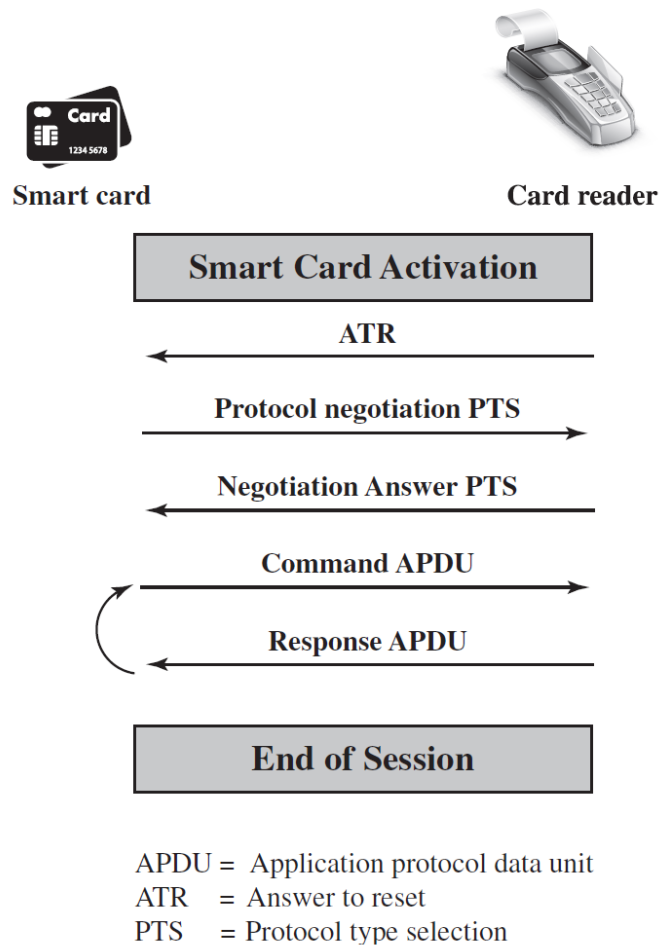 Card
1234 5678
Smart card
Card reader
Smart Card Activation
ATR
Protocol negotiation PTS
Negotiation Answer PTS
Command APDU
Response APDU
End of Session
APDU = Application protocol data unit
ATR = Answer to reset
PTS = Protocol type selection